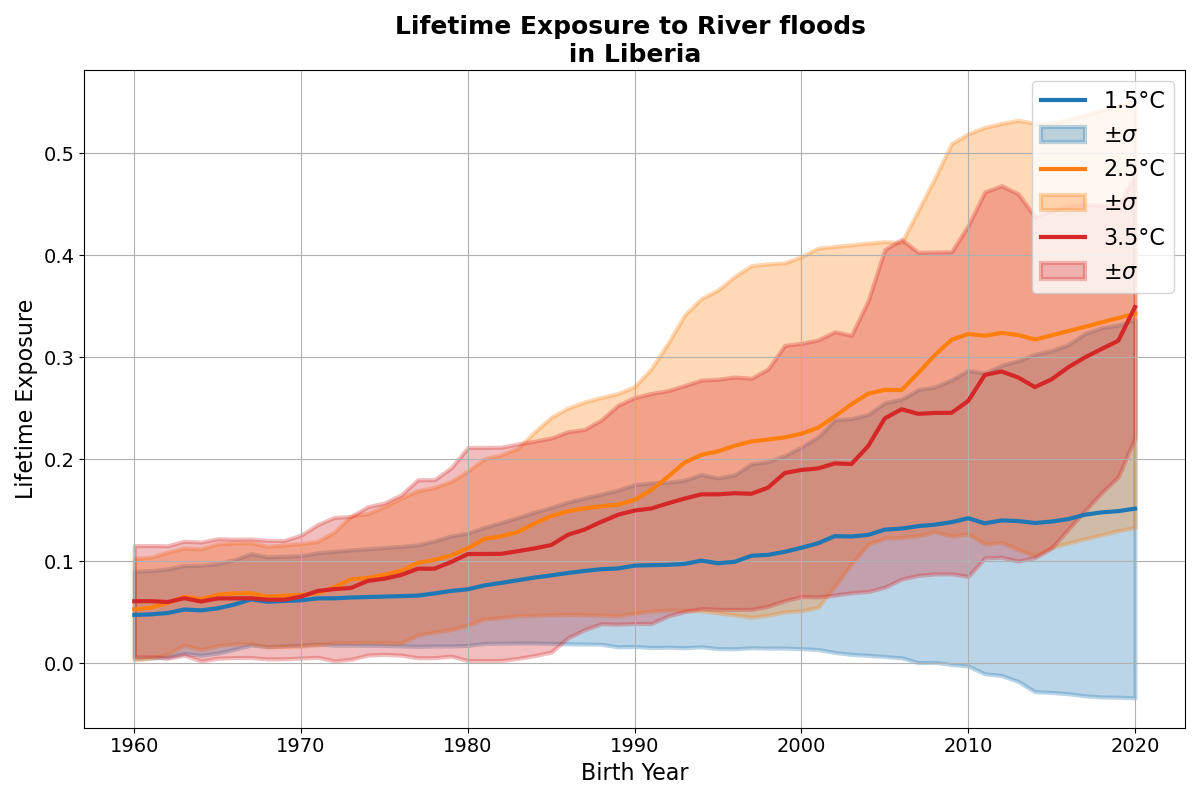 Lifetime Exposure to River floods
in Liberia
1.5°C
±σ
2.5°C
±σ
3.5°C
±σ
Lifetime Exposure
0.5
0.4
0.3
0.2
0.1
0.0
1960 1970 1980 1990 2000 2010 2020
Birth Year